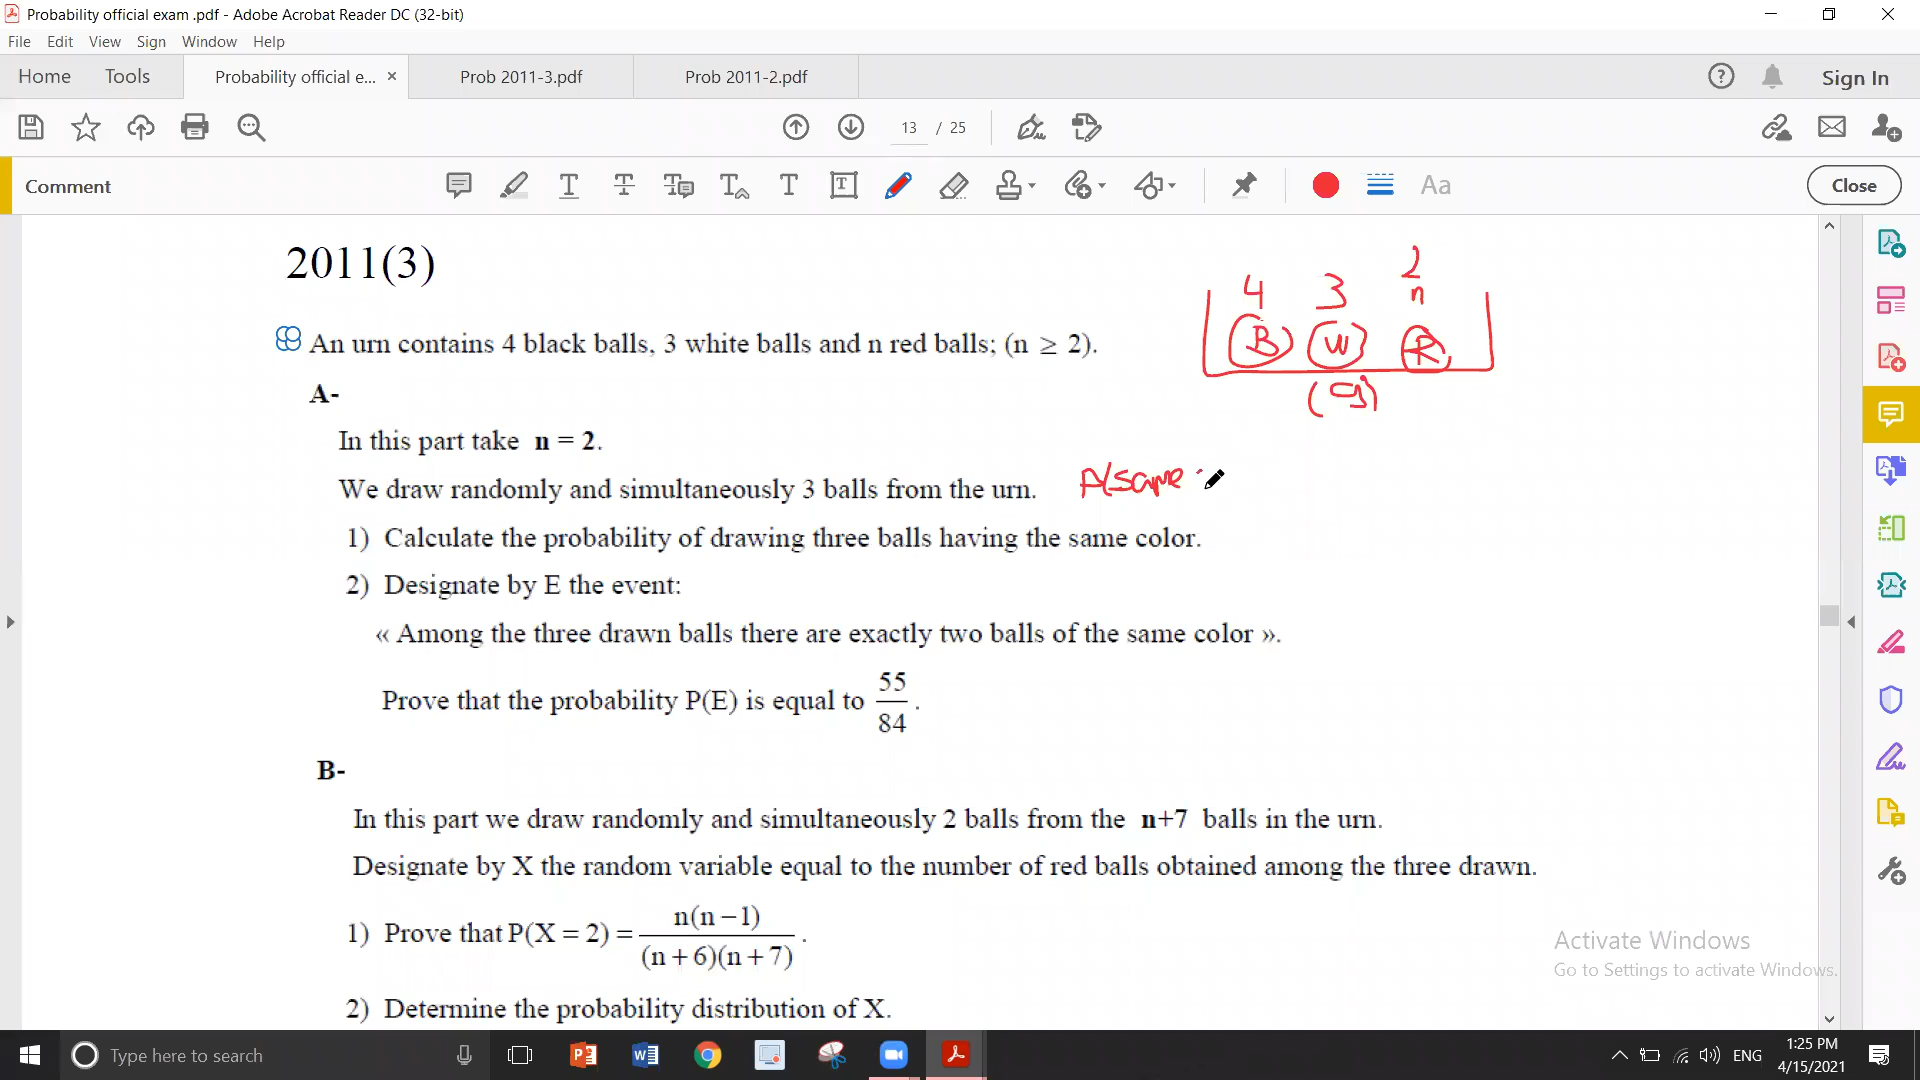 Probability official exam .pdf - Adobe Acrobat Reader DC (32-bit)
File Edit View Sign Window Help
Home Tools Probability official e... × Prob 2011-3.pdf Prob 2011-2.pdf Sign In
13 / 25
Comment Aa Close
2011(3)
4 3 2
n
B W R
An urn contains 4 black balls, 3 white balls and n red balls; (n ≥ 2).
A-
In this part take n = 2.
P(same
We draw randomly and simultaneously 3 balls from the urn.
1) Calculate the probability of drawing three balls having the same color.
2) Designate by E the event:
« Among the three drawn balls there are exactly two balls of the same color ».
Prove that the probability P(E) is equal to 55/84 .
B-
In this part we draw randomly and simultaneously 2 balls from the n+7 balls in the urn.
Designate by X the random variable equal to the number of red balls obtained among the three drawn.
1) Prove that P(X = 2) = n(n − 1)/(n + 6)(n + 7) .
2) Determine the probability distribution of X.
Activate Windows
Go to Settings to activate Windows.
Type here to search
ENG
1:25 PM
4/15/2021